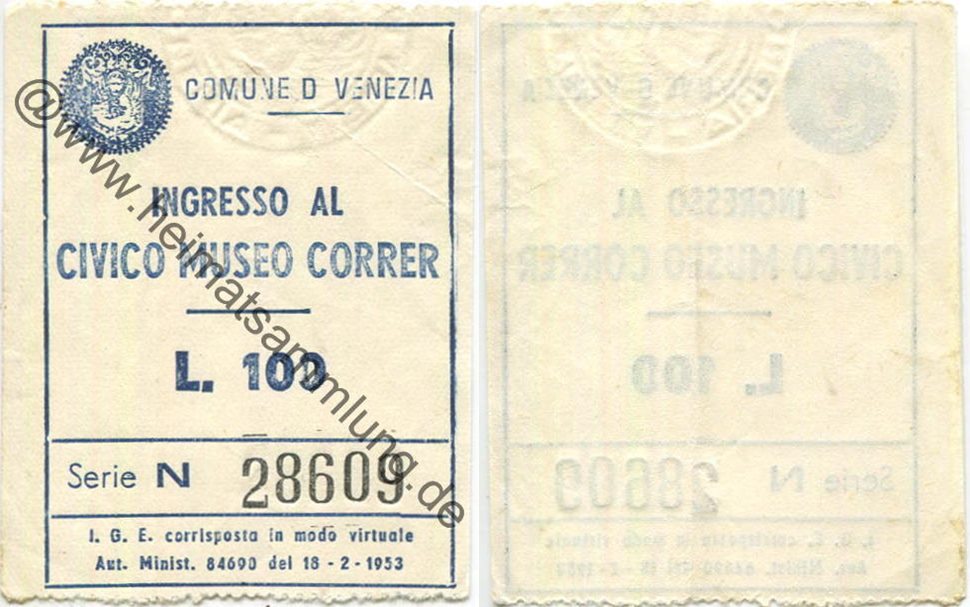 COMUNE D VENEZIA
INGRESSO AL
CIVICO MUSEO CORRER
L. 100
Serie N 28609
I. G. E. corrisposta in modo virtuale
Aut. Minist. 84690 del 18 - 2 - 1953
@www.heimatsammlung.de